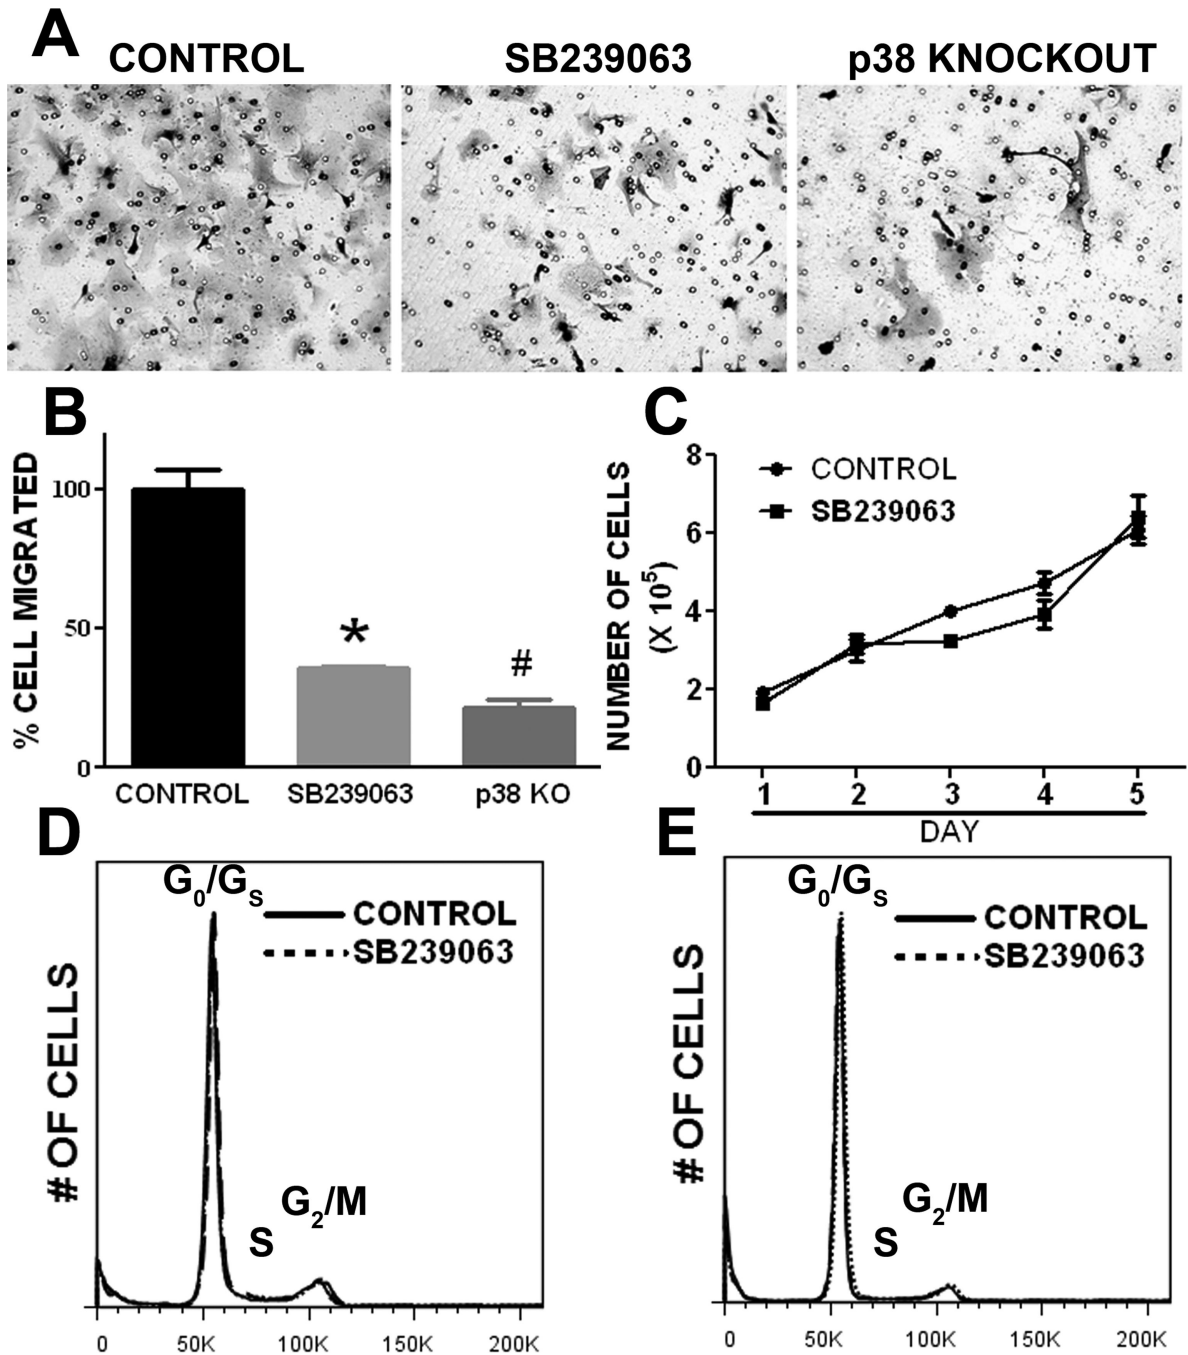 A
CONTROL
SB239063
p38 KNOCKOUT
B
% CELL MIGRATED
100
50
0
*
#
CONTROL
SB239063
p38 KO
C
NUMBER OF CELLS
(X 10⁵)
8
6
4
2
0
CONTROL
SB239063
1 2 3 4 5
DAY
D
# OF CELLS
G₀/Gₛ
CONTROL
SB239063
G₂/M
S
0 50K 100K 150K 200K
E
# OF CELLS
G₀/Gₛ
CONTROL
SB239063
G₂/M
S
0 50K 100K 150K 200K